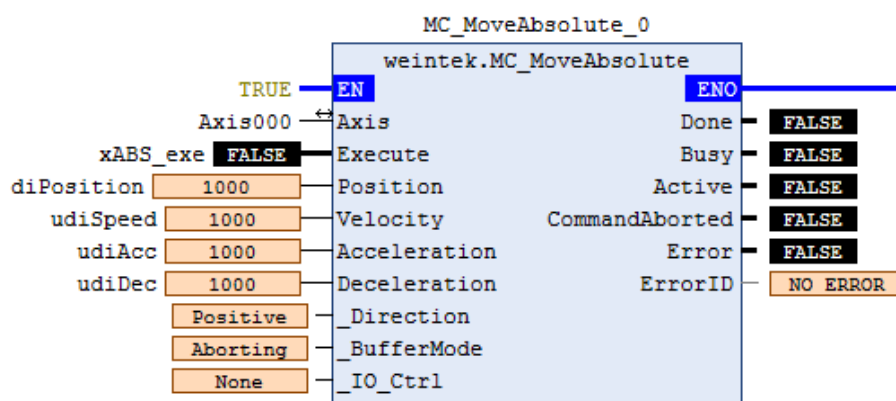 MC_MoveAbsolute_0
weintek.MC_MoveAbsolute
TRUE EN ENO
Axis000 Axis Done FALSE
xABS_exe FALSE Execute Busy FALSE
diPosition 1000 Position Active FALSE
udiSpeed 1000 Velocity CommandAborted FALSE
udiAcc 1000 Acceleration Error FALSE
udiDec 1000 Deceleration ErrorID NO ERROR
Positive _Direction
Aborting _BufferMode
None _IO_Ctrl